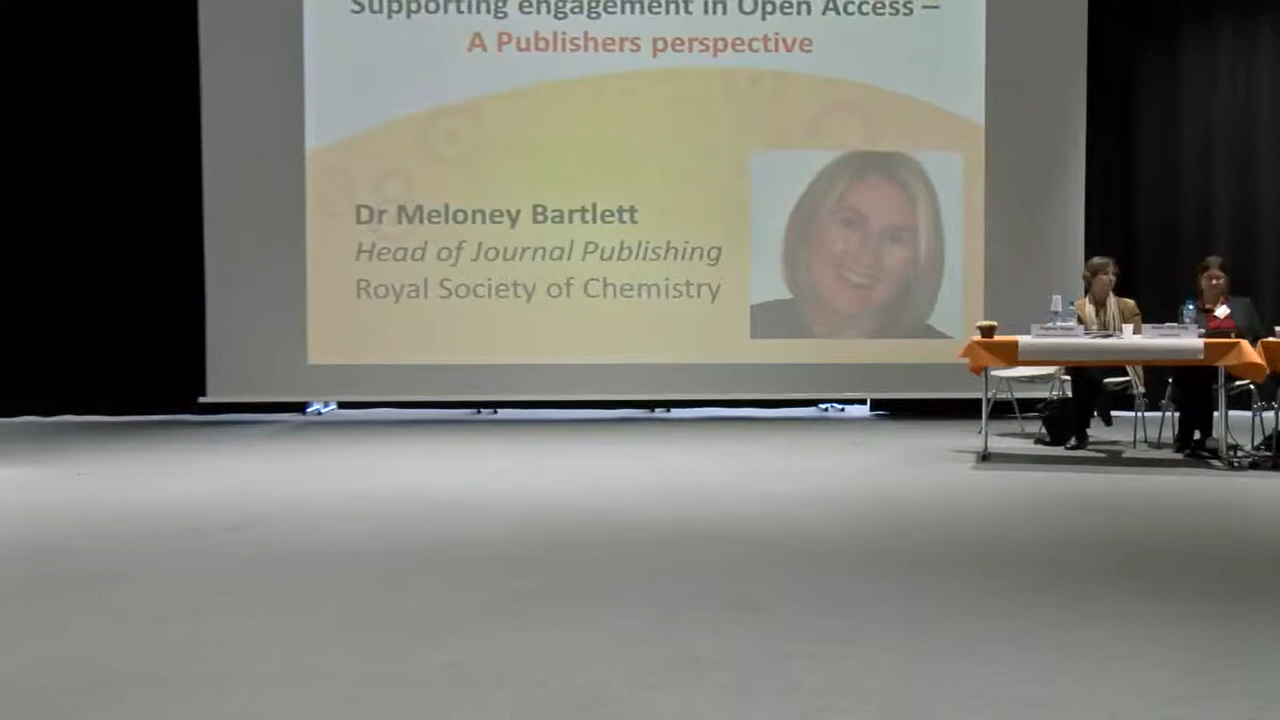 Supporting engagement in Open Access –
A Publishers perspective
Dr Meloney Bartlett
Head of Journal Publishing
Royal Society of Chemistry